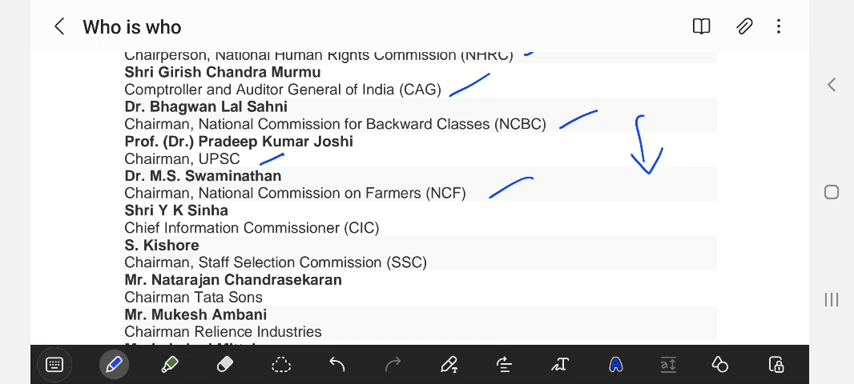 Who is who
Chairperson, National Human Rights Commission (NHRC)
Shri Girish Chandra Murmu
Comptroller and Auditor General of India (CAG)
Dr. Bhagwan Lal Sahni
Chairman, National Commission for Backward Classes (NCBC)
Prof. (Dr.) Pradeep Kumar Joshi
Chairman, UPSC
Dr. M.S. Swaminathan
Chairman, National Commission on Farmers (NCF)
Shri Y K Sinha
Chief Information Commissioner (CIC)
S. Kishore
Chairman, Staff Selection Commission (SSC)
Mr. Natarajan Chandrasekaran
Chairman Tata Sons
Mr. Mukesh Ambani
Chairman Relience Industries